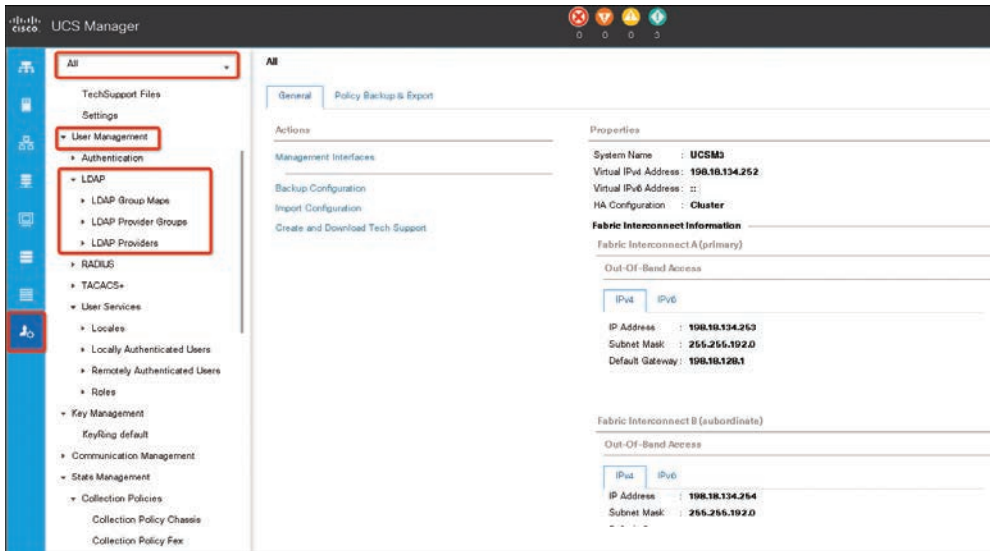 cisco. UCS Manager
0 0 0 3
All
TechSupport Files
Settings
User Management
Authentication
LDAP
LDAP Group Maps
LDAP Provider Groups
LDAP Providers
RADIUS
TACACS+
User Services
Locales
Locally Authenticated Users
Remotely Authenticated Users
Roles
Key Management
KeyRing default
Communication Management
Stats Management
Collection Policies
Collection Policy Chassis
Collection Policy Fex
All
General Policy Backup & Export
Actions
Management Interfaces
Backup Configuration
Import Configuration
Create and Download Tech Support
Properties
System Name : UCSM3
Virtual IPv4 Address : 198.18.134.252
Virtual IPv6 Address : ::
HA Configuration : Cluster
Fabric Interconnect Information
Fabric Interconnect A (primary)
Out-Of-Band Access
IPv4 IPv6
IP Address : 198.18.134.253
Subnet Mask : 255.255.192.0
Default Gateway : 198.18.128.1
Fabric Interconnect B (subordinate)
Out-Of-Band Access
IPv4 IPv6
IP Address : 198.18.134.254
Subnet Mask : 255.255.192.0